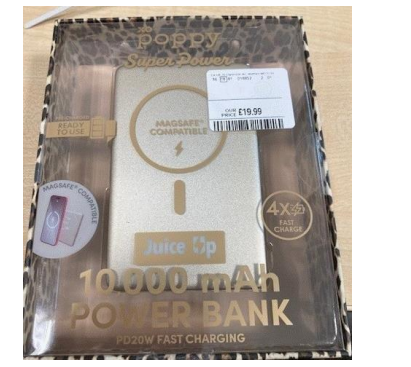 Poppy
Super Power
OUR
PRICE £19.99
READY
TO USE
MAGSAFE®
COMPATIBLE
MAGSAFE® COMPATIBLE
4X
FAST
CHARGE
Juice Up
10,000 mAh
POWER BANK
PD20W FAST CHARGING